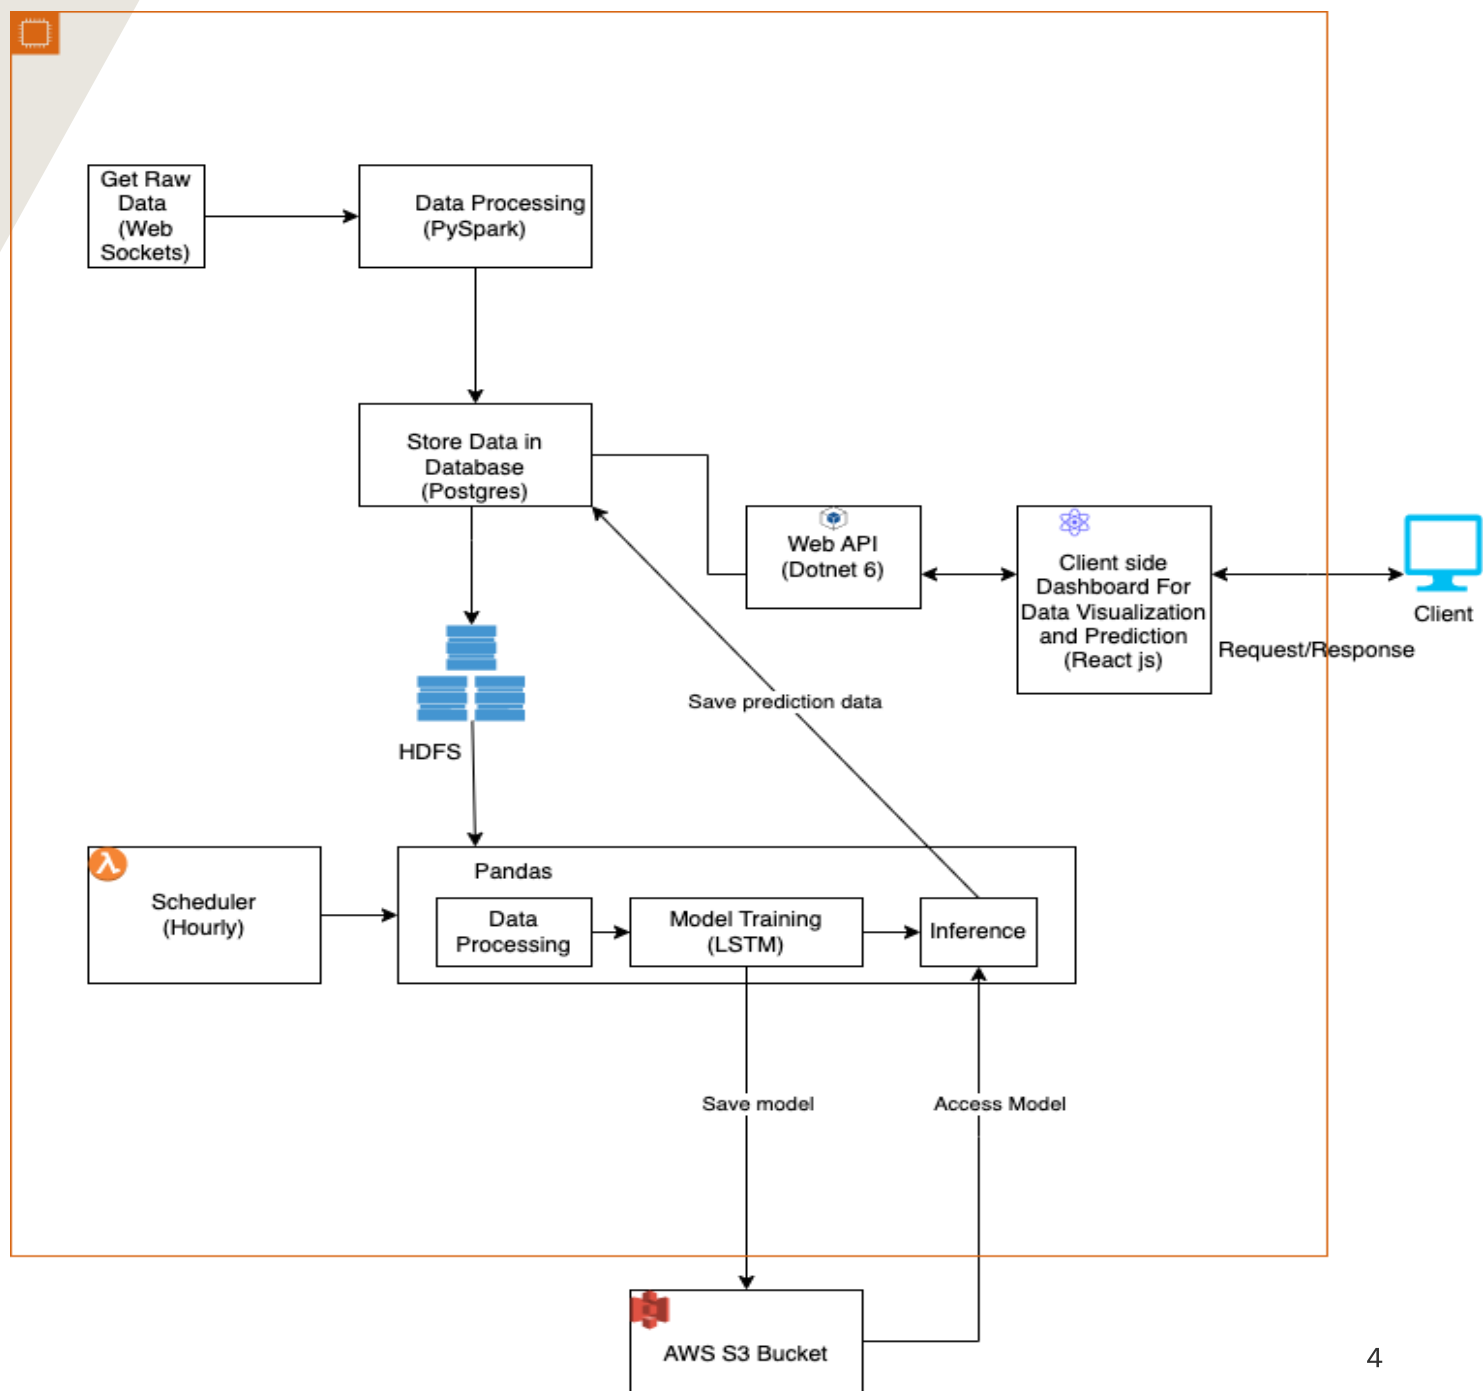 Get Raw
Data
(Web
Sockets)
Data Processing
(PySpark)
Store Data in
Database
(Postgres)
Web API
(Dotnet 6)
Client side
Dashboard For
Data Visualization
and Prediction
(React js)
Client
Request/Response
Save prediction data
HDFS
Scheduler
(Hourly)
Pandas
Data
Processing
Model Training
(LSTM)
Inference
Save model
Access Model
AWS S3 Bucket
4